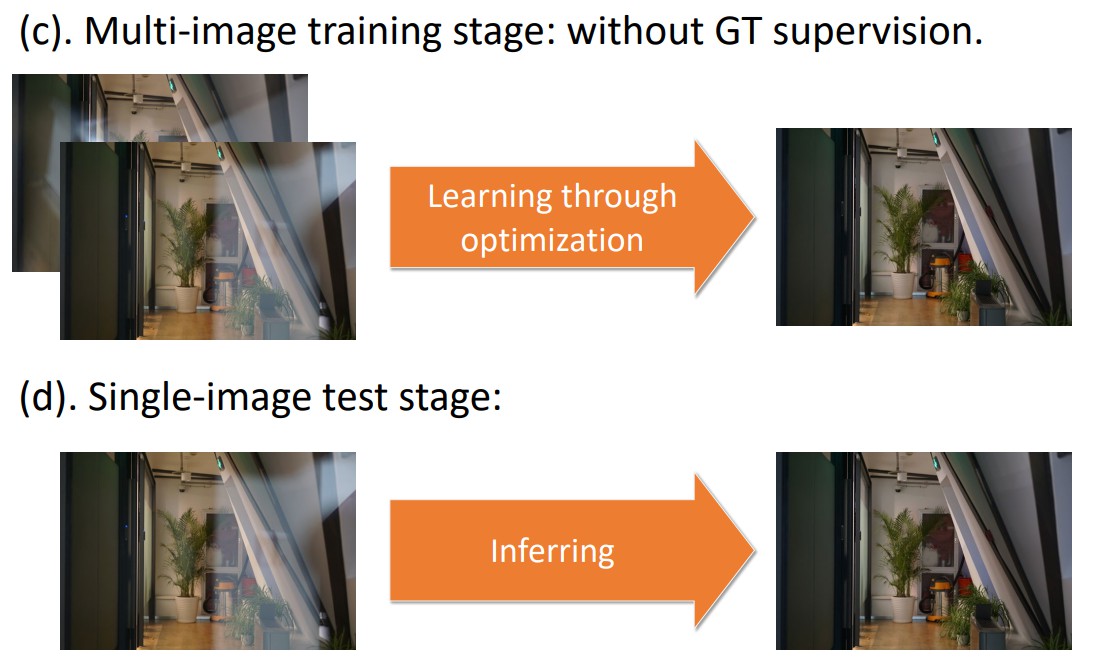 (c). Multi-image training stage: without GT supervision.
Learning through
optimization
(d). Single-image test stage:
Inferring